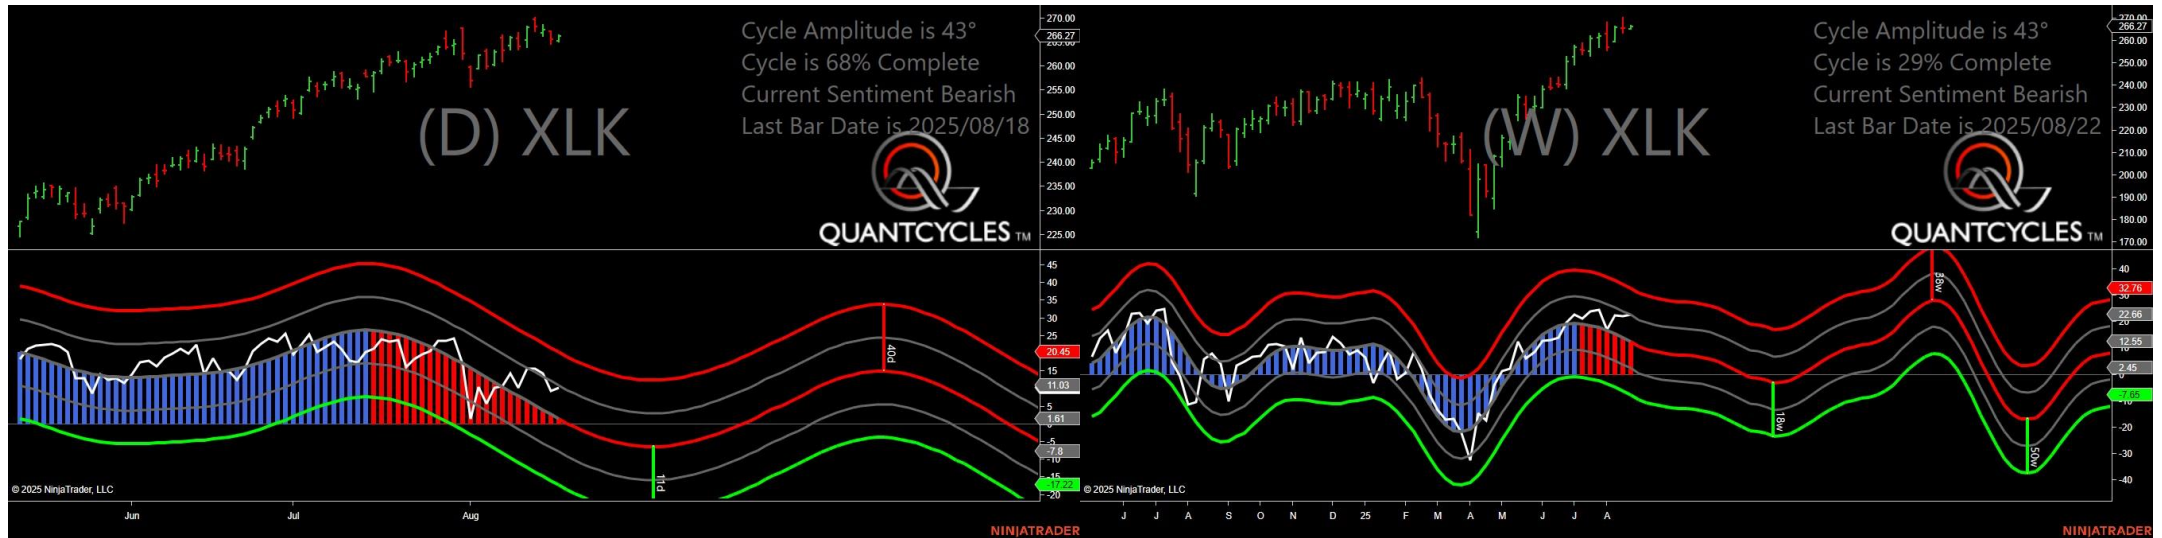 Cycle Amplitude is 43°
Cycle is 68% Complete
Current Sentiment Bearish
Last Bar Date is 2025/08/18
(D) XLK
QUANTCYCLES TM
270.00
266.27
265.00
260.00
255.00
250.00
245.00
240.00
235.00
230.00
225.00
45
40
35
30
25
20.45
15
11.03
5
1.61
-5
-7.8
-10
-15
-17.22
-20
40d
11d
© 2025 NinjaTrader, LLC
Jun
Jul
Aug
NINJATRADER
Cycle Amplitude is 43°
Cycle is 29% Complete
Current Sentiment Bearish
Last Bar Date is 2025/08/22
(W) XLK
QUANTCYCLES TM
270.00
266.27
260.00
250.00
240.00
230.00
220.00
210.00
200.00
190.00
180.00
170.00
40
32.76
30
22.66
20
12.55
10
2.45
0
-7.65
-10
-20
-30
-40
38w
18w
50w
© 2025 NinjaTrader, LLC
J
J
A
S
O
N
D
25
F
M
A
M
J
J
A
NINJATRADER